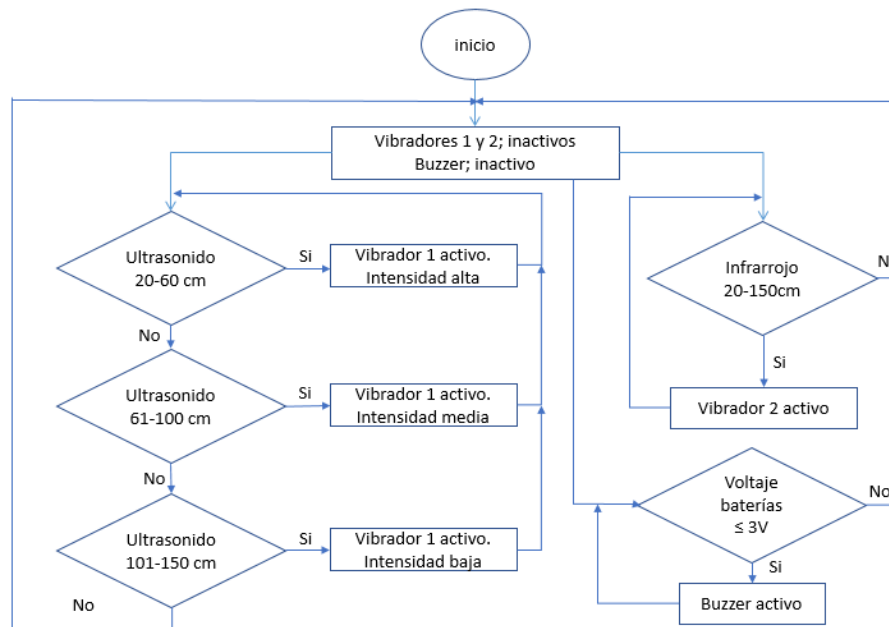 inicio
Vibradores 1 y 2; inactivos
Buzzer; inactivo
Ultrasonido
20-60 cm
Si
Vibrador 1 activo.
Intensidad alta
No
Ultrasonido
61-100 cm
Si
Vibrador 1 activo.
Intensidad media
No
Ultrasonido
101-150 cm
Si
Vibrador 1 activo.
Intensidad baja
No
Infrarrojo
20-150cm
Si
Vibrador 2 activo
Voltaje
baterías
≤ 3V
No
Si
Buzzer activo